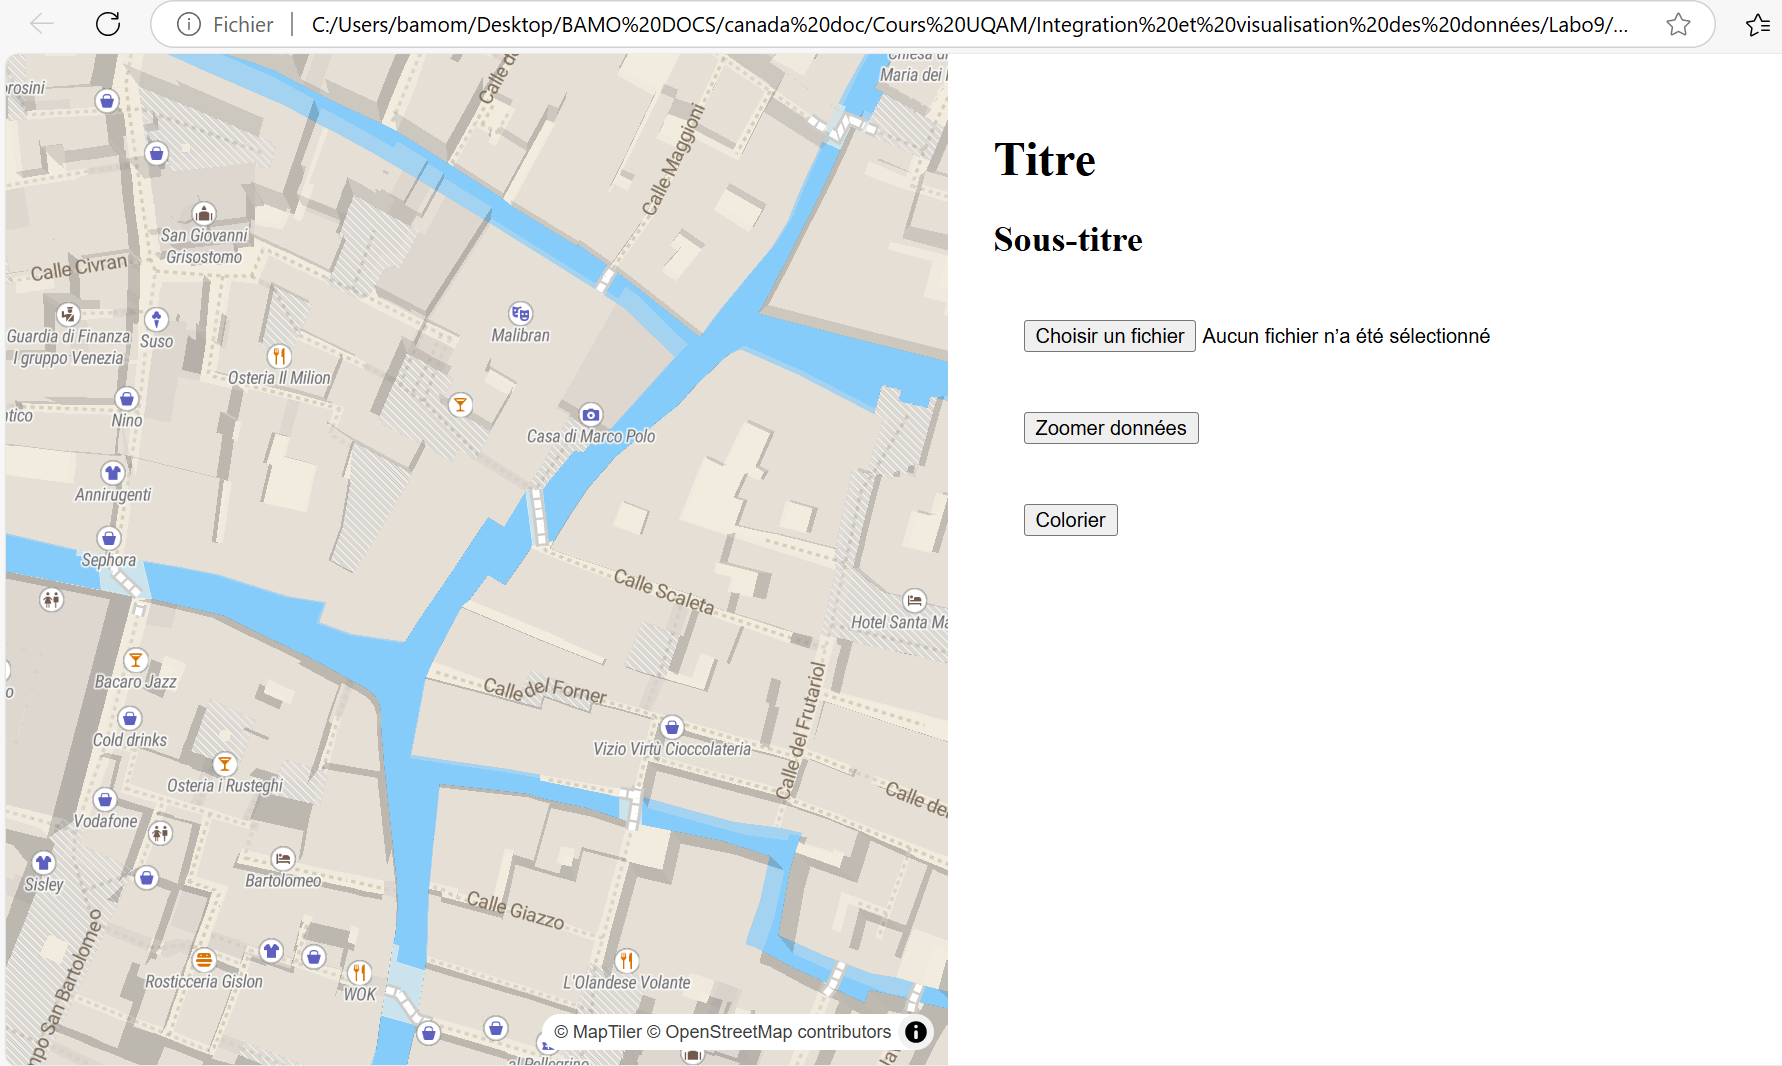 Fichier
C:/Users/bamom/Desktop/BAMO%20DOCS/canada%20doc/Cours%20UQAM/Integration%20et%20visualisation%20des%20données/Labo9/...
Maria dei
rosini
Calle Maggioni
San Giovanni
Grisostomo
Calle Civran
Guardia di Finanza
I gruppo Venezia
Suso
Malibran
Osteria Il Milion
Nino
Casa di Marco Polo
Annirugenti
Sephora
Calle Scaleta
Hotel Santa Ma
Bacaro Jazz
Calle del Forner
Calle del Frutariol
Cold drinks
Vizio Virtù Cioccolateria
Osteria i Rusteghi
Calle de
Vodafone
Sisley
Bartolomeo
Calle Giazzo
mpo San Bartolomeo
Rosticceria Gislon
WOK
L'Olandese Volante
© MapTiler © OpenStreetMap contributors
al Pellegrino
Titre
Sous-titre
Choisir un fichier Aucun fichier n’a été sélectionné
Zoomer données
Colorier